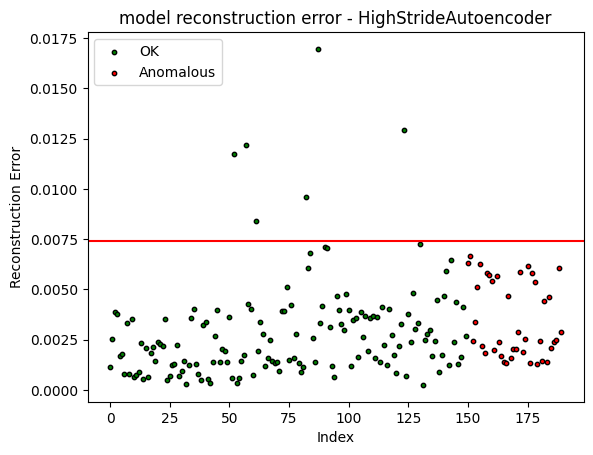 model reconstruction error - HighStrideAutoencoder
OK
Anomalous
Reconstruction Error
0.0175
0.0150
0.0125
0.0100
0.0075
0.0050
0.0025
0.0000
0 25 50 75 100 125 150 175
Index